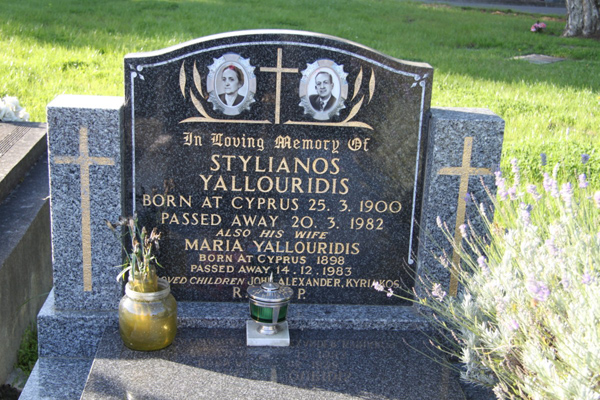 In Loving Memory Of
STYLIANOS
YALLOURIDIS
BORN AT CYPRUS 25. 3. 1900
PASSED AWAY 20. 3. 1982
ALSO HIS WIFE
MARIA YALLOURIDIS
BORN AT CYPRUS 1898
PASSED AWAY 14. 12. 1983
LOVED CHILDREN JOHN, ALEXANDER, KYRIAKOS,
R. P.